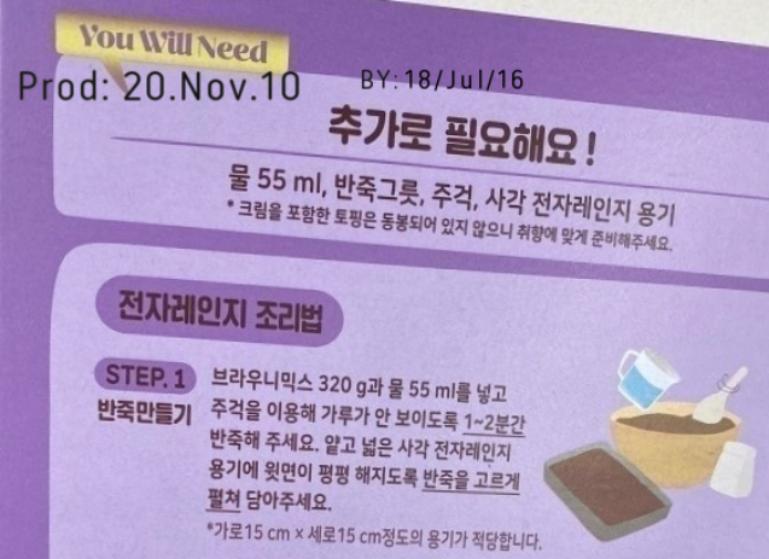 You Will Need
Prod: 20.Nov.10 BY:18/Jul/16
추가로 필요해요!
물 55 ml, 반죽그릇, 주걱, 사각 전자레인지 용기
* 크림을 포함한 토핑은 동봉되어 있지 않으니 취향에 맞게 준비해주세요.
전자레인지 조리법
STEP. 1
반죽만들기
브라우니믹스 320 g과 물 55 ml를 넣고
주걱을 이용해 가루가 안 보이도록 1~2분간
반죽해 주세요. 얕고 넓은 사각 전자레인지
용기에 윗면이 평평 해지도록 반죽을 고르게
펼쳐 담아주세요.
*가로15 cm × 세로15 cm정도의 용기가 적당합니다.